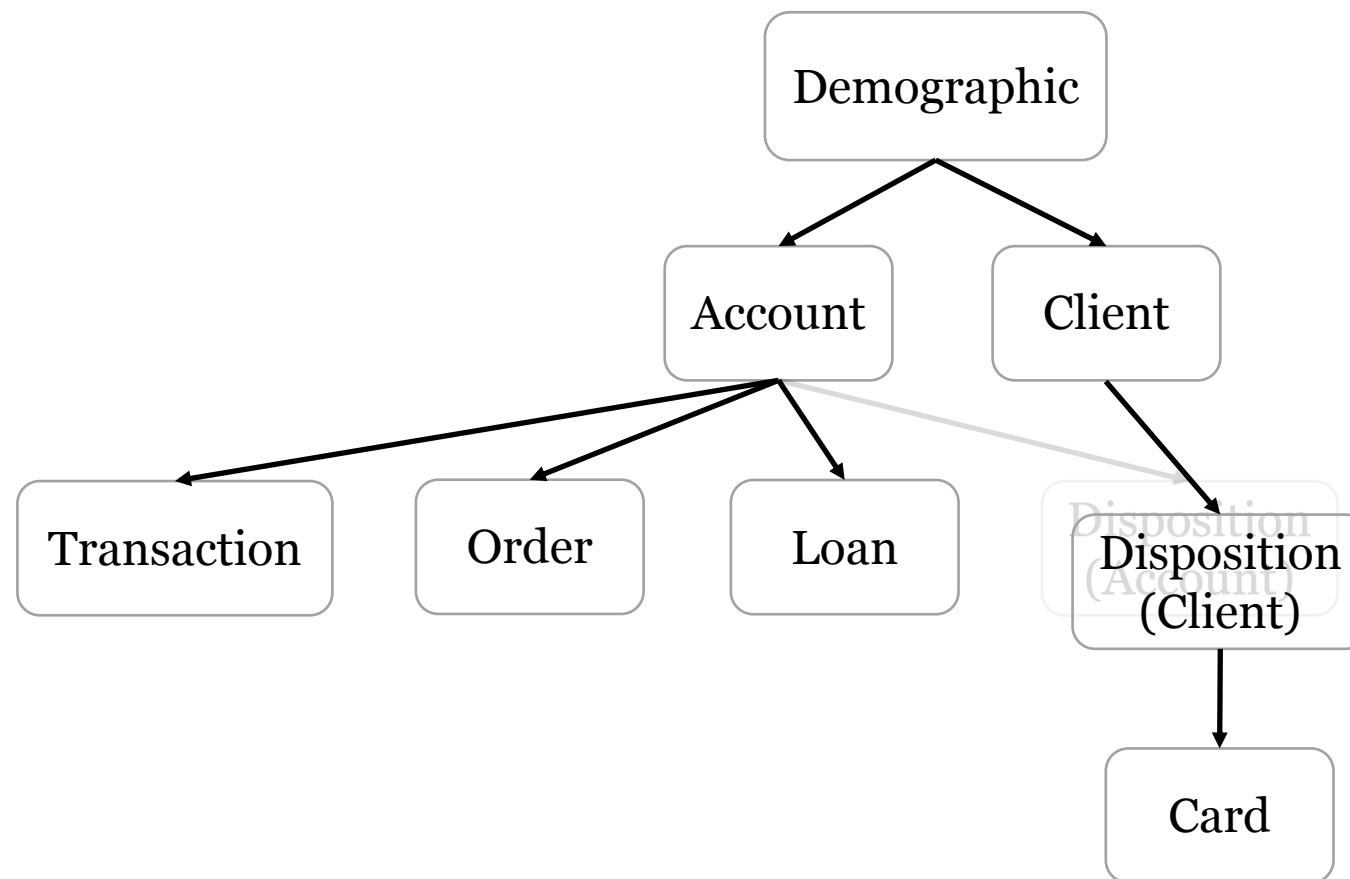 Demographic
Account
Client
Transaction
Order
Loan
Disposition
(Account)
Disposition
(Client)
Card